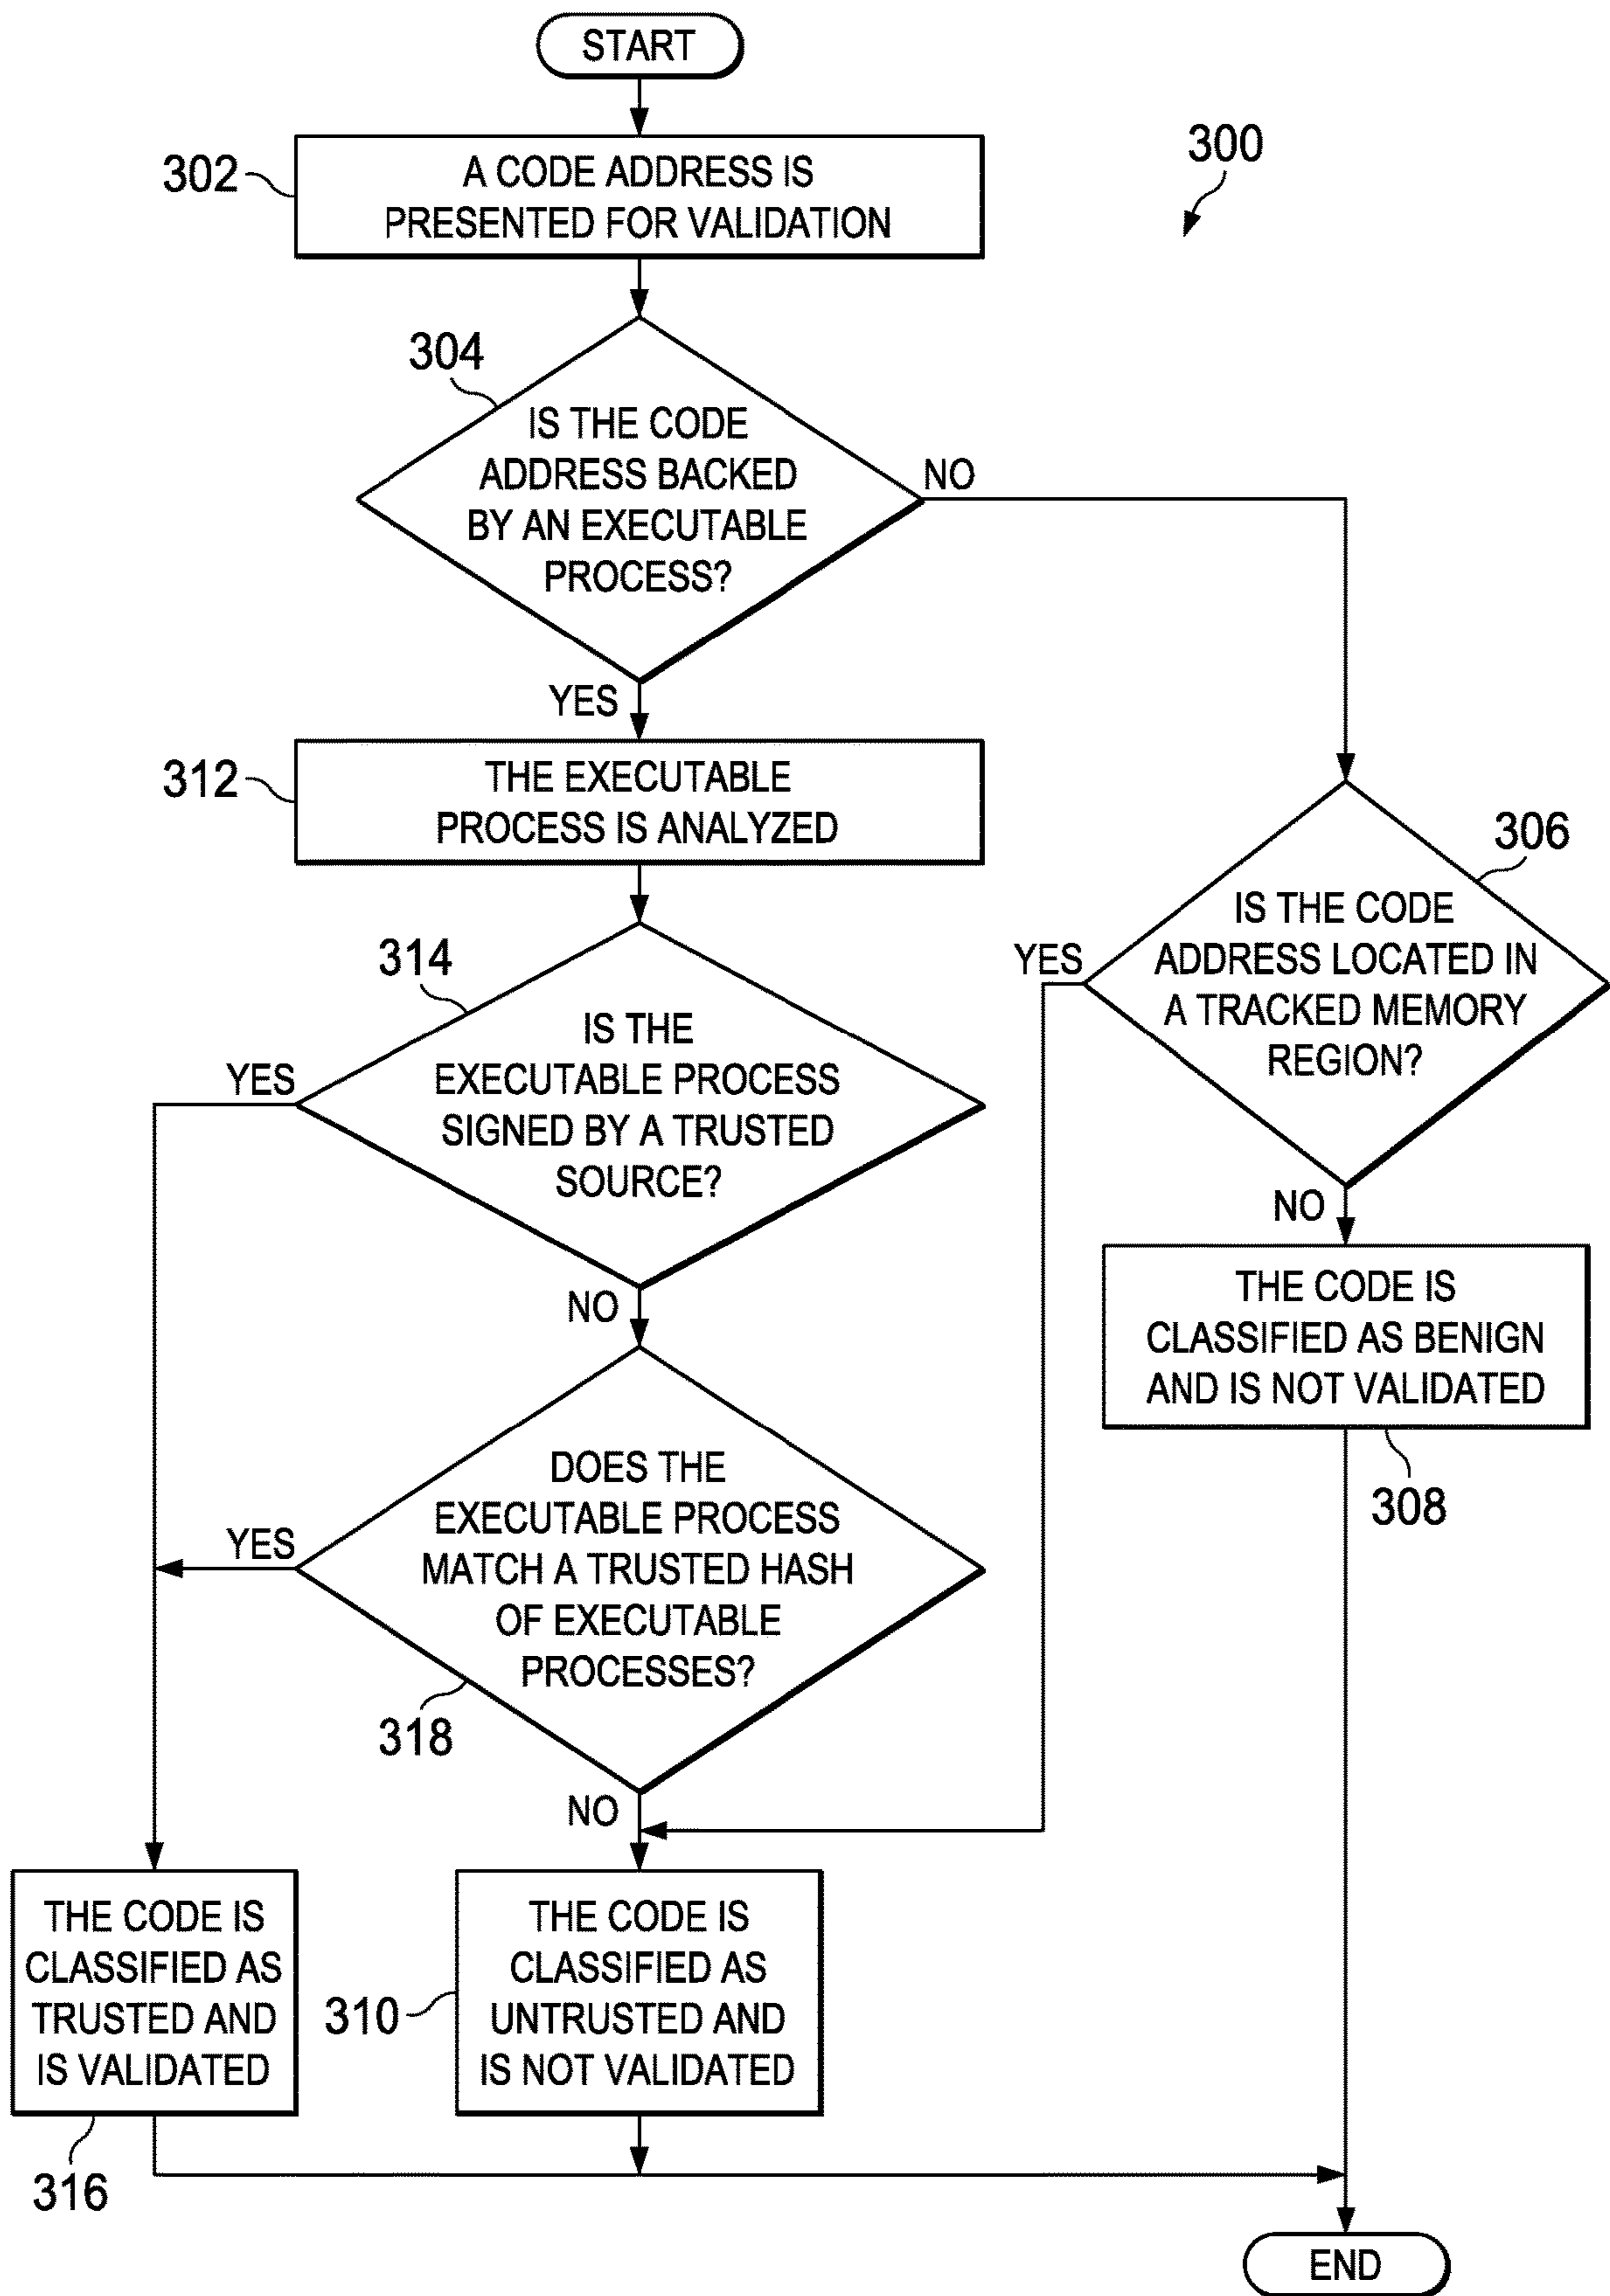 START
300
302
A CODE ADDRESS IS
PRESENTED FOR VALIDATION
304
IS THE CODE
ADDRESS BACKED
BY AN EXECUTABLE
PROCESS?
NO
YES
312
THE EXECUTABLE
PROCESS IS ANALYZED
306
IS THE CODE
ADDRESS LOCATED IN
A TRACKED MEMORY
REGION?
YES
NO
314
IS THE
EXECUTABLE PROCESS
SIGNED BY A TRUSTED
SOURCE?
YES
NO
THE CODE IS
CLASSIFIED AS BENIGN
AND IS NOT VALIDATED
308
DOES THE
EXECUTABLE PROCESS
MATCH A TRUSTED HASH
OF EXECUTABLE
PROCESSES?
YES
318
NO
THE CODE IS
CLASSIFIED AS
TRUSTED AND
IS VALIDATED
316
310
THE CODE IS
CLASSIFIED AS
UNTRUSTED AND
IS NOT VALIDATED
END